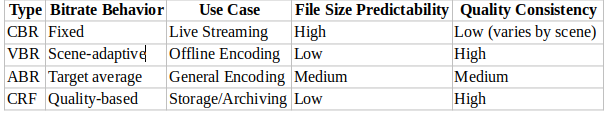 Type Bitrate Behavior Use Case File Size Predictability Quality Consistency
CBR Fixed Live Streaming High Low (varies by scene)
VBR Scene-adaptive Offline Encoding Low High
ABR Target average General Encoding Medium Medium
CRF Quality-based Storage/Archiving Low High